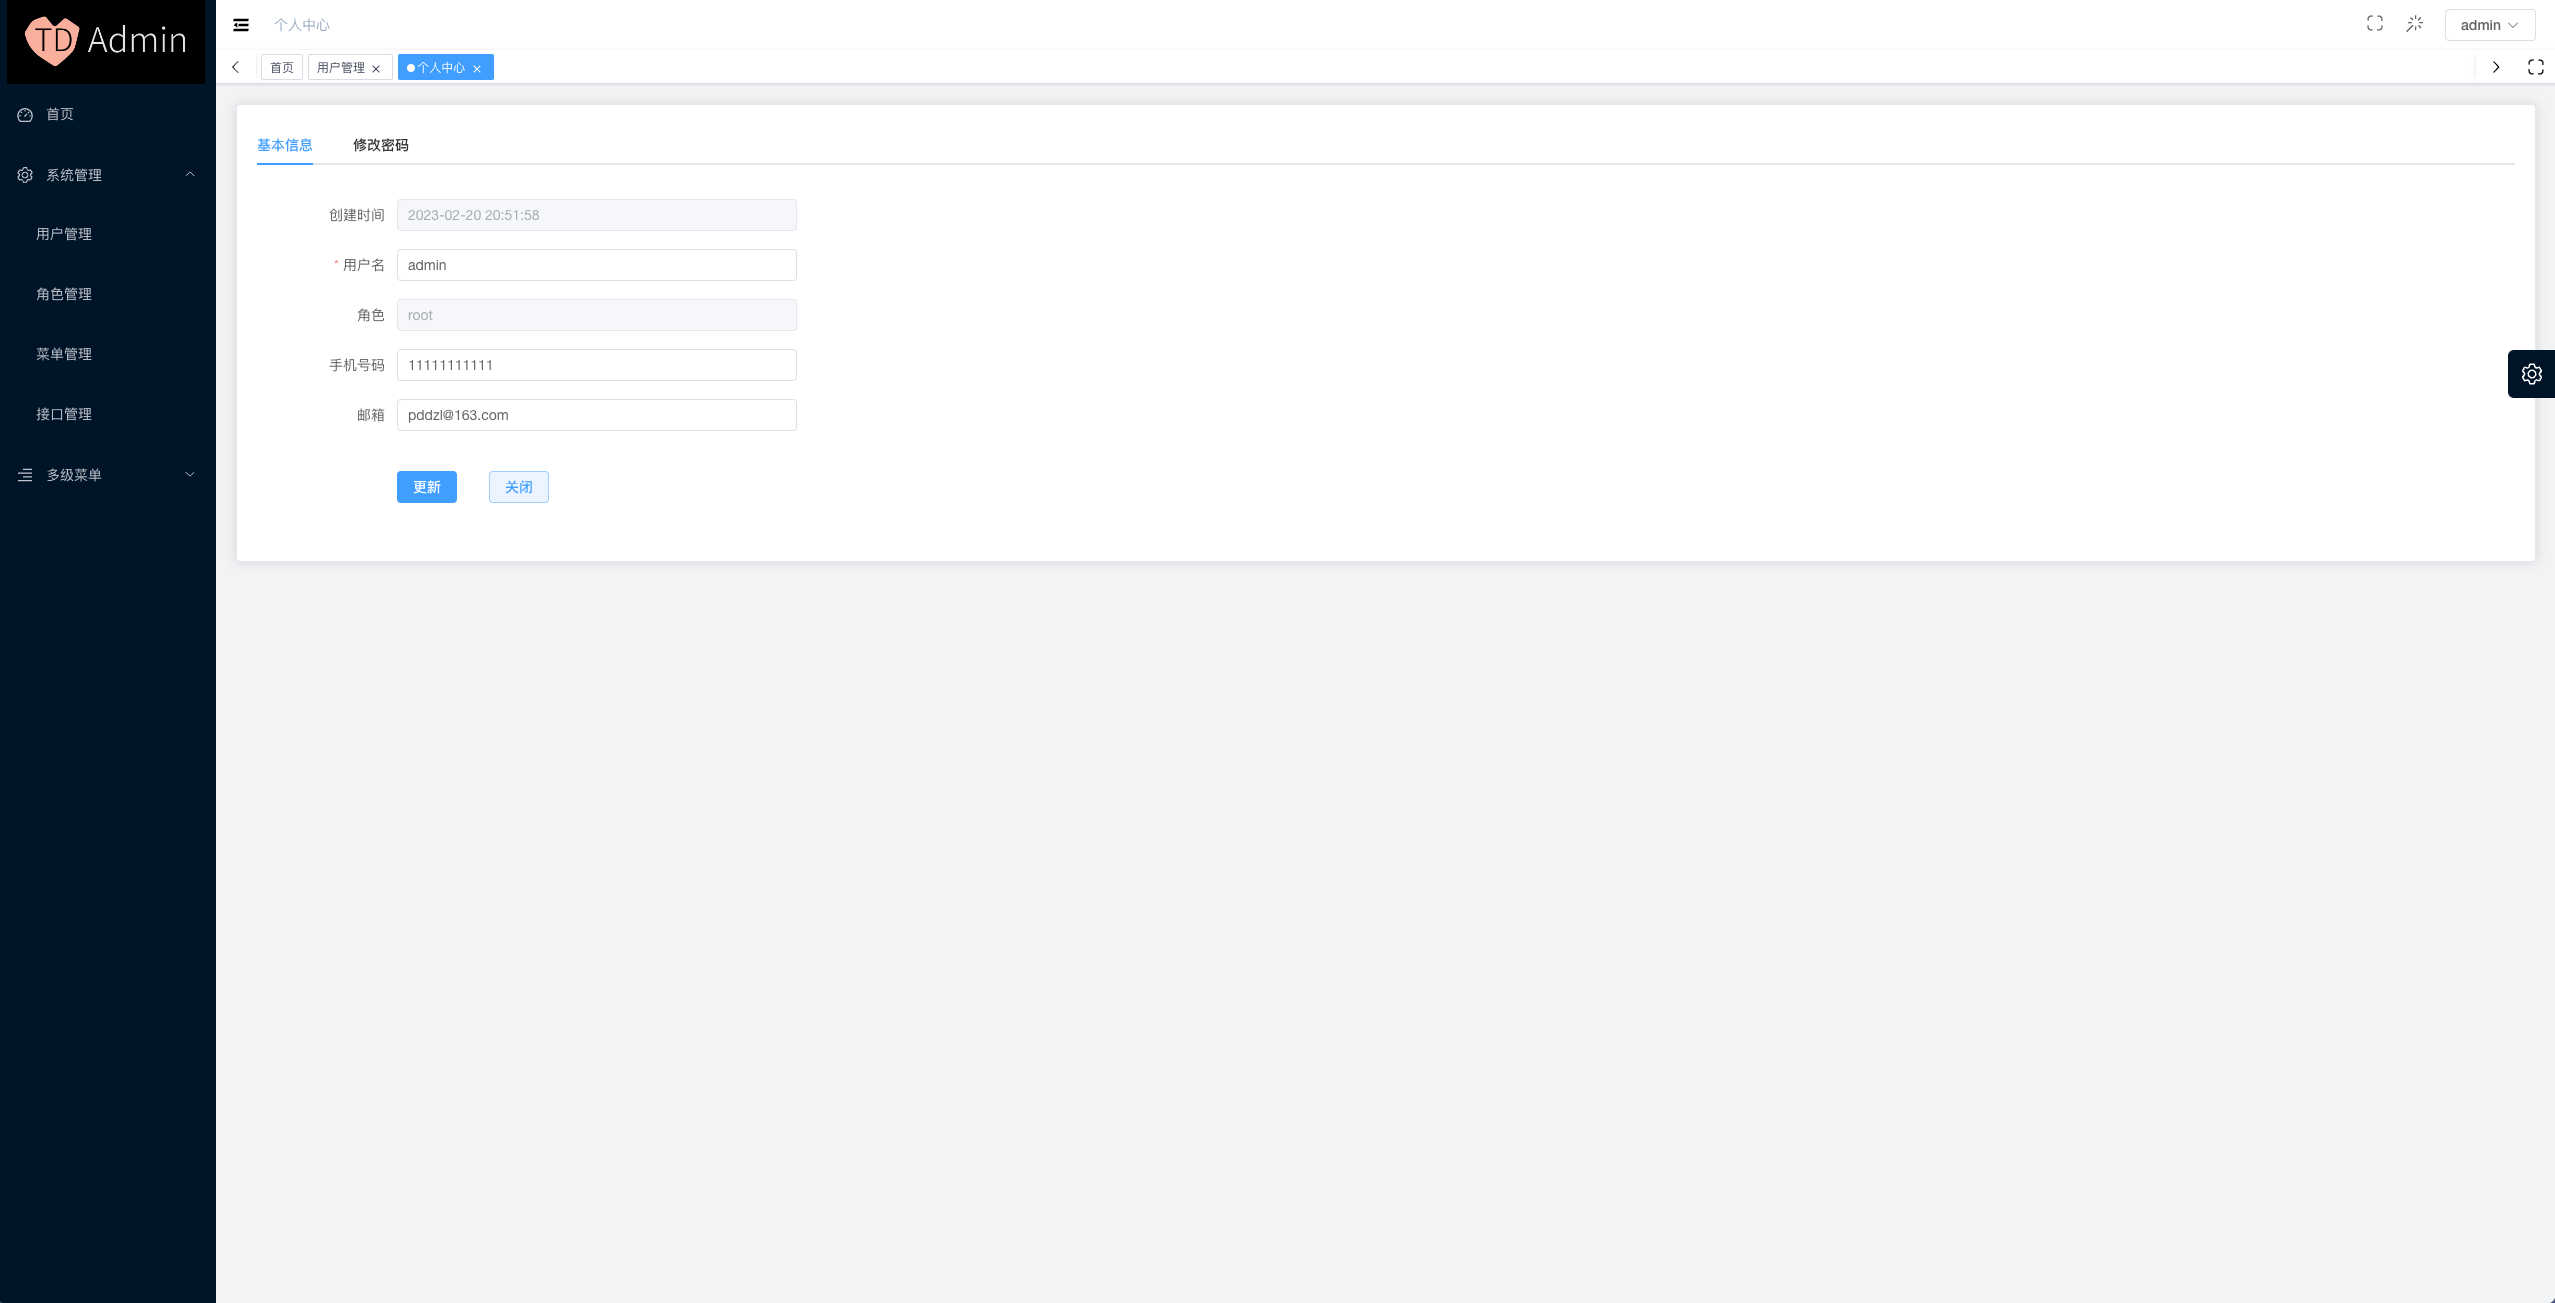 TD Admin
个人中心
admin
首页
用户管理
个人中心
首页
系统管理
用户管理
角色管理
菜单管理
接口管理
多级菜单
基本信息 修改密码
创建时间 2023-02-20 20:51:58
* 用户名 admin
角色 root
手机号码 11111111111
邮箱 pddzl@163.com
更新 关闭